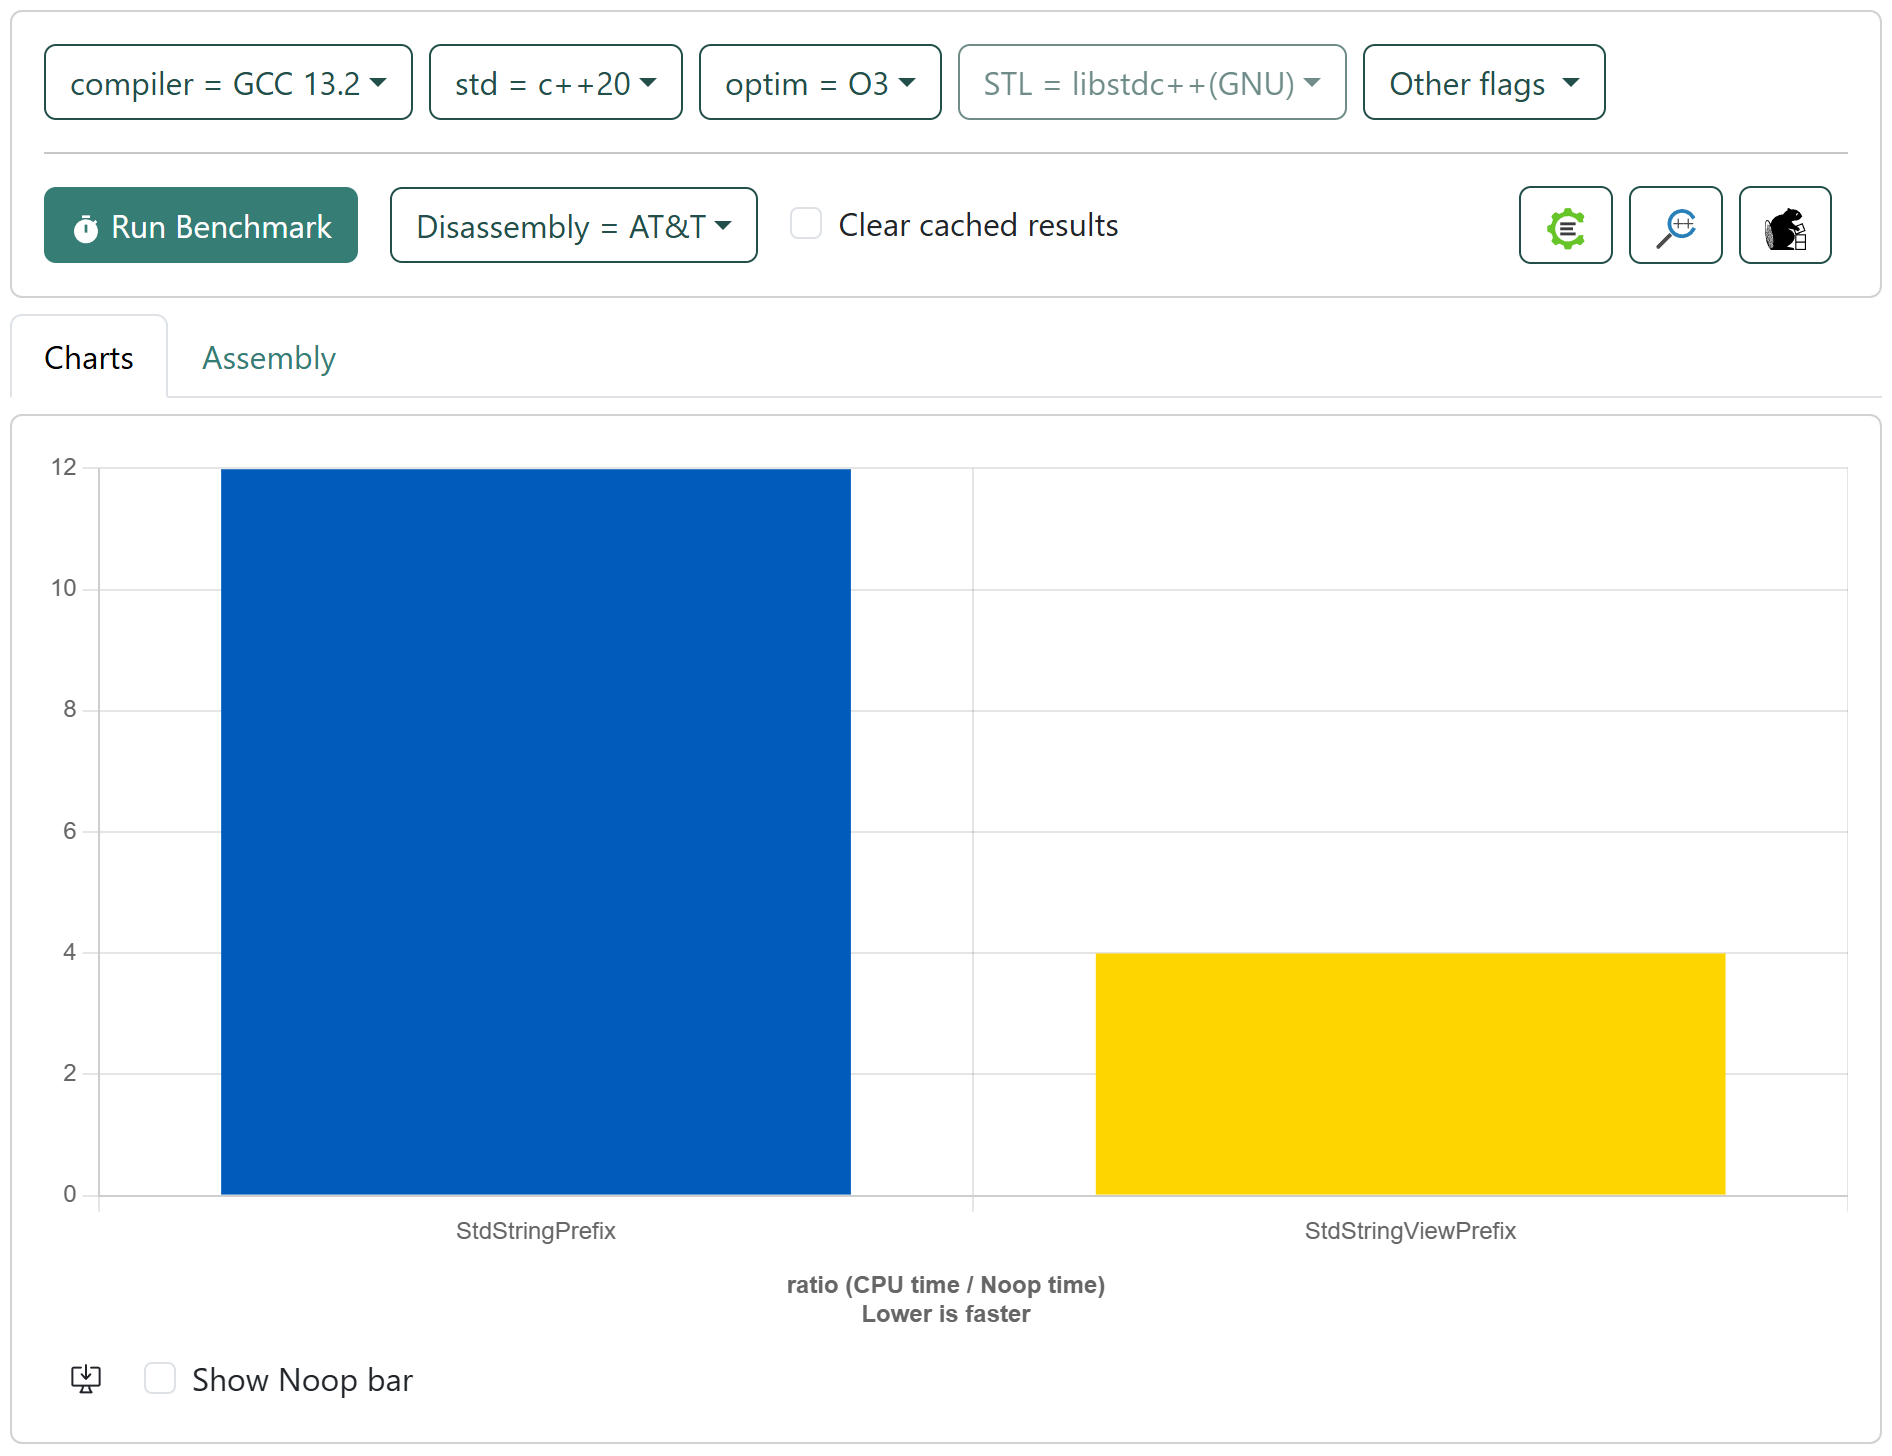 compiler = GCC 13.2 std = c++20 optim = O3 STL = libstdc++(GNU) Other flags
Run Benchmark Disassembly = AT&T Clear cached results
Charts Assembly
12
10
8
6
4
2
0
StdStringPrefix StdStringViewPrefix
ratio (CPU time / Noop time)
Lower is faster
Show Noop bar